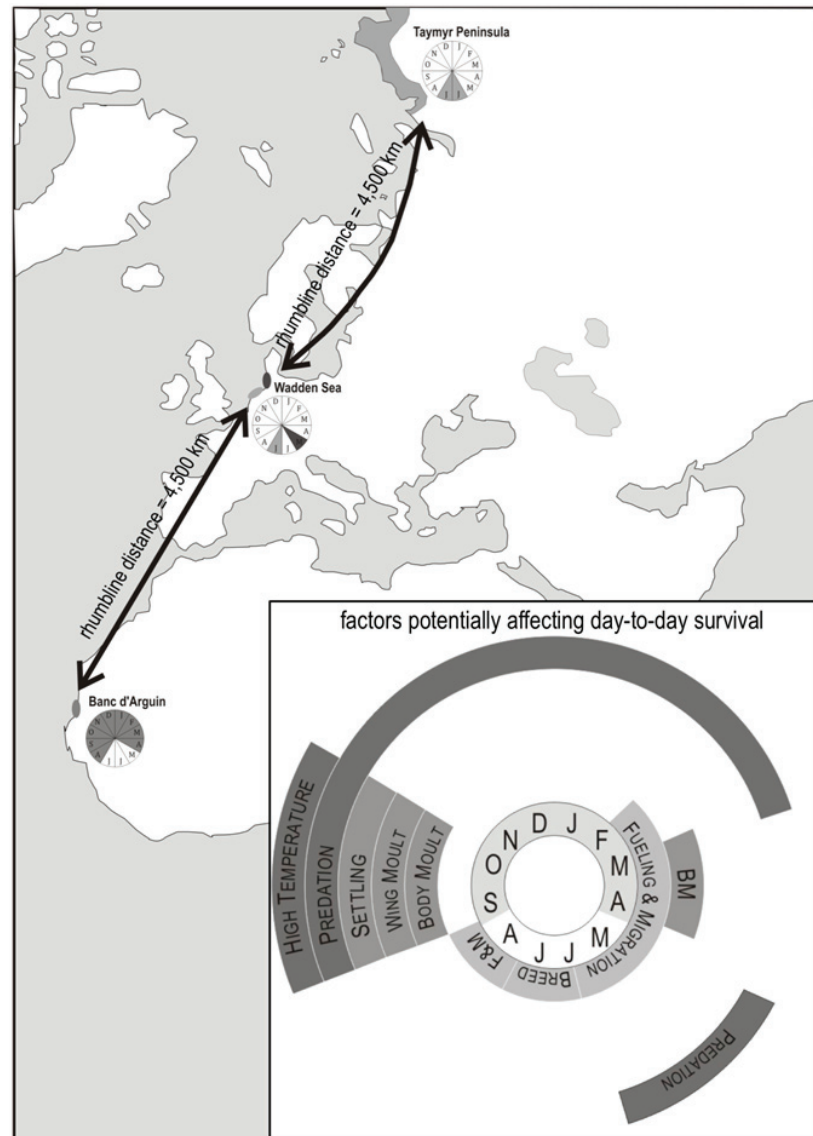 Taymyr Peninsula
D J F M A M J J A S O N
rhumbline distance = 4,500 km
Wadden Sea
D J F M A M J J A S O N
rhumbline distance = 4,500 km
Banc d'Arguin
D J F M A M J J A S O N
factors potentially affecting day-to-day survival
HIGH TEMPERATURE
PREDATION
SETTLING
WING MOULT
BODY MOULT
D J F M A M J J A S O N
FUELING & MIGRATION
BREED
F&M
BM
PREDATION